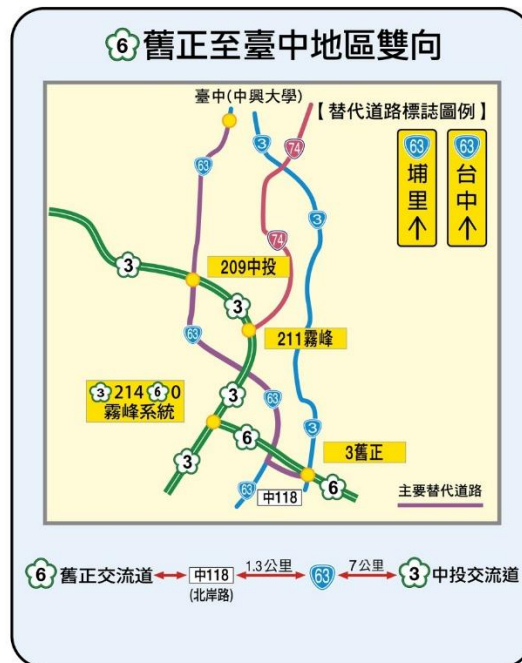 6 舊正至臺中地區雙向
臺中(中興大學)
【替代道路標誌圖例】
63 埔里↑
63 台中↑
63
3
74
3
3
209中投
74
3
63
211霧峰
3 214 6 0
霧峰系統
3
63
3
6
3舊正
3
63
中118
6
主要替代道路
6 舊正交流道
中118
(北岸路)
1.3公里
63
7公里
3 中投交流道